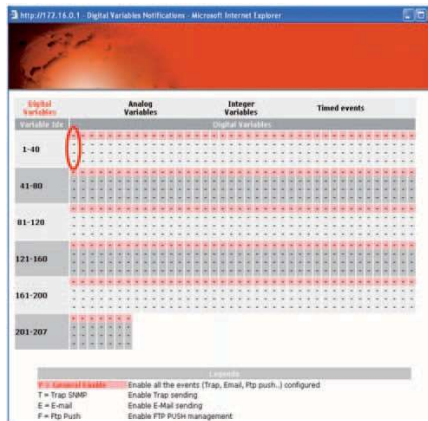 http://172.16.0.1 - Digital Variables Notifications - Microsoft Internet Explorer
Digital Variables
Analog Variables
Integer Variables
Timed events
Variable Idx
Digital Variables
1-40
41-80
81-120
121-160
161-200
201-207
Legends
= General Enable
Enable all the events (Trap, Email, Ftp push..) configured
T = Trap SNMP
Enable Trap sending
E = E-mail
Enable E-Mail sending
F = Ftp Push
Enable FTP PUSH management